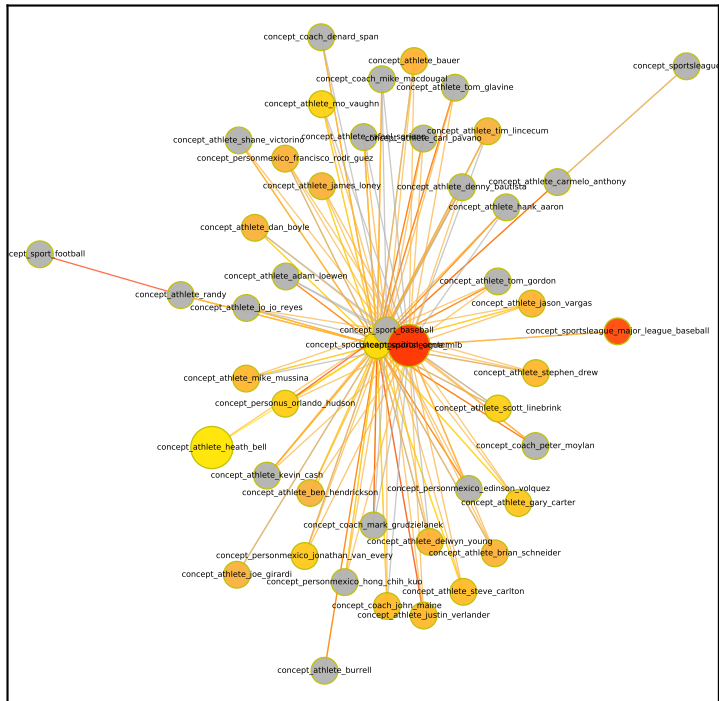 concept_coach_denard_span
concept_athlete_bauer
concept_sportsleague
concept_coach_mike_macdougal
concept_athlete_tom_glavine
concept_athlete_mo_vaughn
concept_athlete_tim_lincecum
concept_athlete_shane_victorino
concept_athlete_carl_pavano
concept_personmexico_francisco_rodr_guez
concept_athlete_james_loney
concept_athlete_denny_bautista
concept_athlete_carmelo_anthony
concept_athlete_hank_aaron
concept_athlete_dan_boyle
cept_sport_football
concept_athlete_adam_loewen
concept_athlete_tom_gordon
concept_athlete_randy
concept_athlete_jo_jo_reyes
concept_athlete_jason_vargas
concept_sport_baseball
concept_sportsleague_major_league_baseball
concept_athlete_mike_mussina
concept_athlete_stephen_drew
concept_personus_orlando_hudson
concept_athlete_scott_linebrink
concept_athlete_heath_bell
concept_coach_peter_moylan
concept_athlete_kevin_cash
concept_athlete_ben_hendrickson
concept_personmexico_edinson_volquez
concept_athlete_gary_carter
concept_coach_mark_grudzielanek
concept_athlete_delwyn_young
concept_personmexico_jonathan_van_every
concept_athlete_brian_schneider
concept_athlete_joe_girardi
concept_personmexico_hong_chih_kuo
concept_athlete_steve_carlton
concept_coach_john_maine
concept_athlete_justin_verlander
concept_athlete_burrell